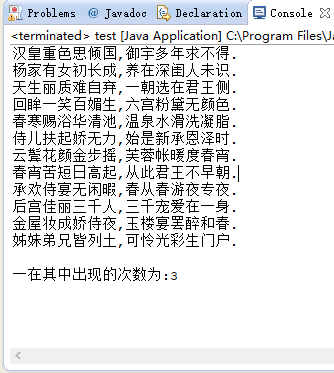 Problems @ Javadoc Declaration Console
<terminated> test [Java Application] C:\Program Files\Ja
汉皇重色思倾国,御宇多年求不得.
杨家有女初长成,养在深闺人未识.
天生丽质难自弃,一朝选在君王侧.
回眸一笑百媚生,六宫粉黛无颜色.
春寒赐浴华清池,温泉水滑洗凝脂.
侍儿扶起娇无力,始是新承恩泽时.
云鬓花颜金步摇,芙蓉帐暖度春宵.
春宵苦短日高起,从此君王不早朝.
承欢侍宴无闲暇,春从春游夜专夜.
后宫佳丽三千人,三千宠爱在一身.
金屋妆成娇侍夜,玉楼宴罢醉和春.
姊妹弟兄皆列土,可怜光彩生门户.
一在其中出现的次数为:3